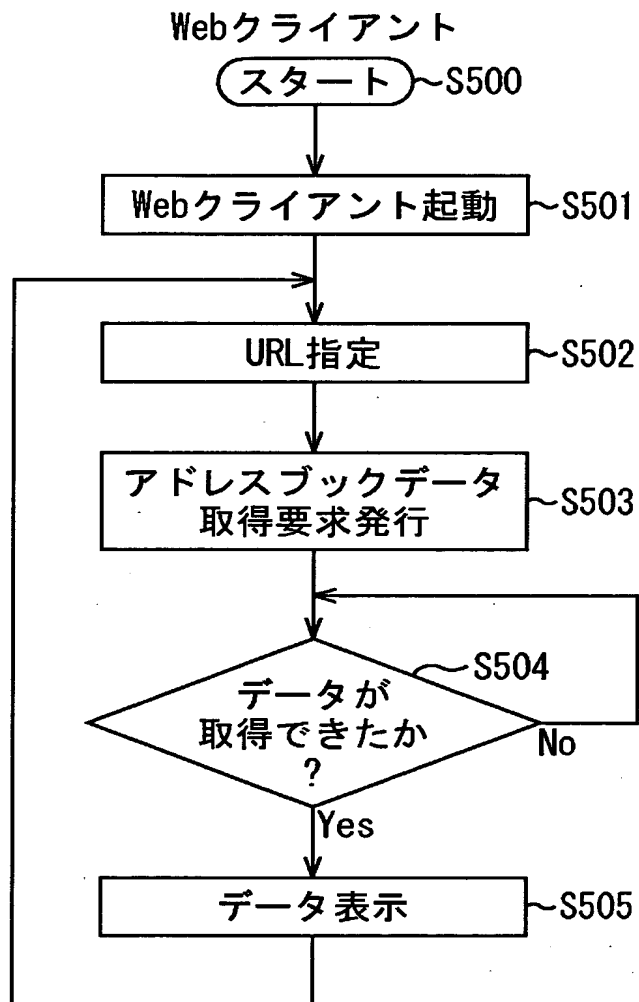 Webクライアント
スタート ～S500
Webクライアント起動 ～S501
URL指定 ～S502
アドレスブックデータ
取得要求発行 ～S503
S504
データが
取得できたか
?
No
Yes
データ表示 ～S505